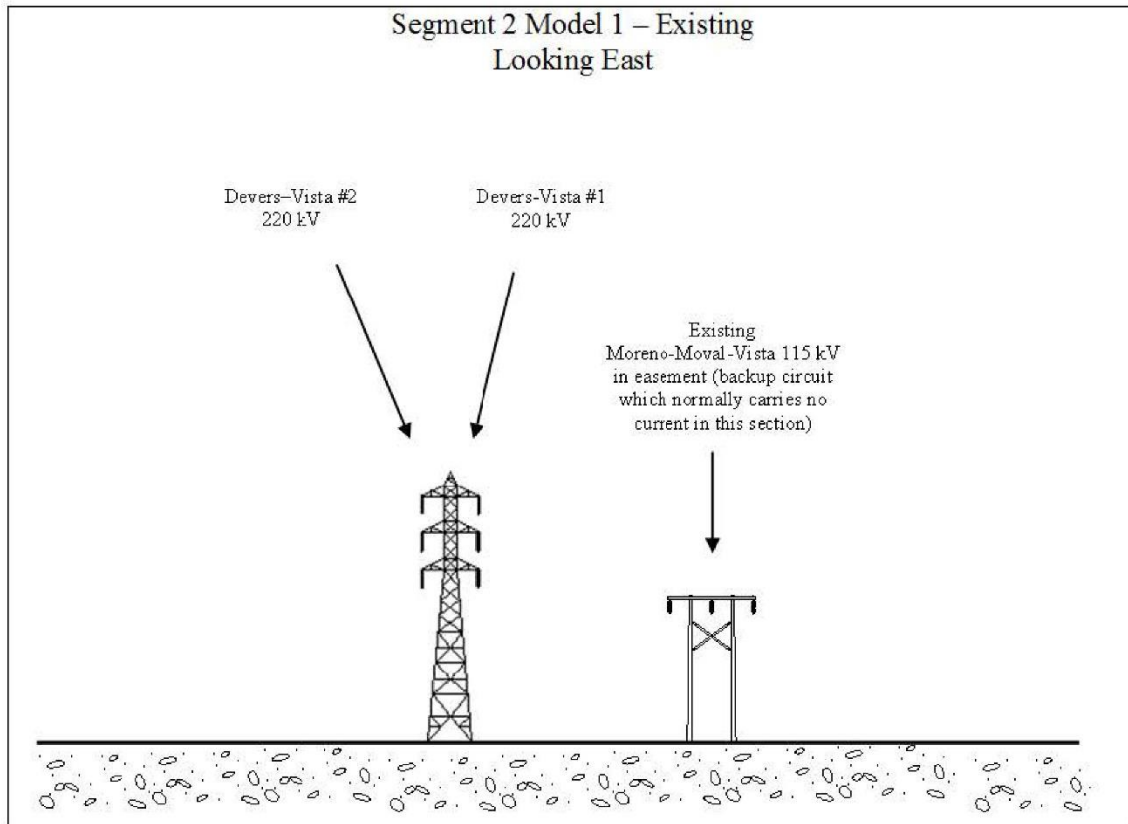 Segment 2 Model 1 – Existing
Looking East
Devers–Vista #2
220 kV
Devers-Vista #1
220 kV
Existing
Moreno-Moval-Vista 115 kV
in easement (backup circuit
which normally carries no
current in this section)